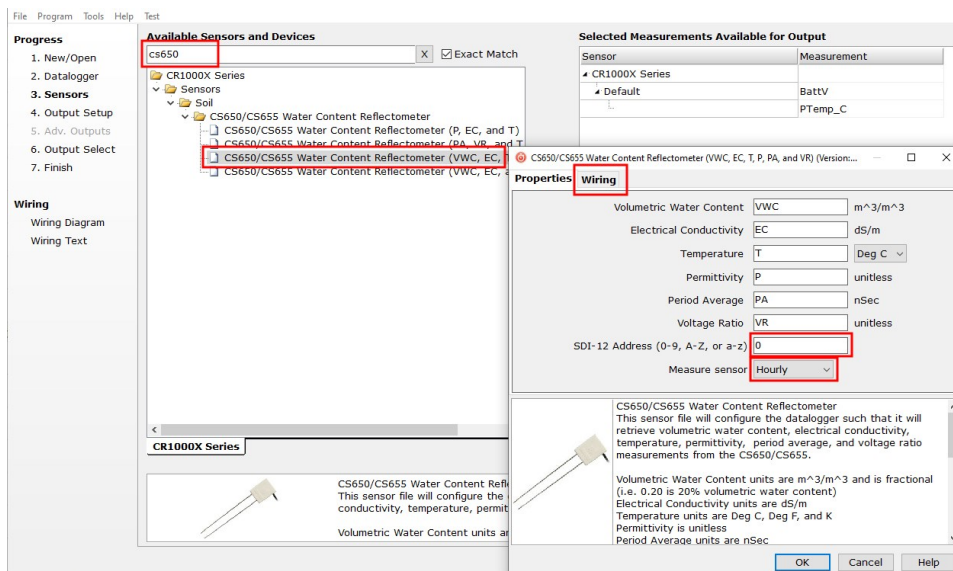 File Program Tools Help Test
Progress
1. New/Open
2. Datalogger
3. Sensors
4. Output Setup
5. Adv. Outputs
6. Output Select
7. Finish
Wiring
Wiring Diagram
Wiring Text
Available Sensors and Devices
cs650 X Exact Match
CR1000X Series
Sensors
Soil
CS650/CS655 Water Content Reflectometer
CS650/CS655 Water Content Reflectometer (P, EC, and T)
CS650/CS655 Water Content Reflectometer (PA, VR, and T
CS650/CS655 Water Content Reflectometer (VWC, EC,
CS650/CS655 Water Content Reflectometer (VWC, EC, a
CR1000X Series
CS650/CS655 Water Content Refl
This sensor file will configure the
conductivity, temperature, permit
Volumetric Water Content units ar
Selected Measurements Available for Output
Sensor Measurement
CR1000X Series
Default BattV
PTemp_C
CS650/CS655 Water Content Reflectometer (VWC, EC, T, P, PA, and VR) (Version:...
Properties Wiring
Volumetric Water Content VWC m^3/m^3
Electrical Conductivity EC dS/m
Temperature T Deg C
Permittivity P unitless
Period Average PA nSec
Voltage Ratio VR unitless
SDI-12 Address (0-9, A-Z, or a-z) 0
Measure sensor Hourly
CS650/CS655 Water Content Reflectometer
This sensor file will configure the datalogger such that it will
retrieve volumetric water content, electrical conductivity,
temperature, permittivity, period average, and voltage ratio
measurements from the CS650/CS655.
Volumetric Water Content units are m^3/m^3 and is fractional
(i.e. 0.20 is 20% volumetric water content)
Electrical Conductivity units are dS/m
Temperature units are Deg C, Deg F, and K
Permittivity is unitless
Period Average units are nSec
OK Cancel Help